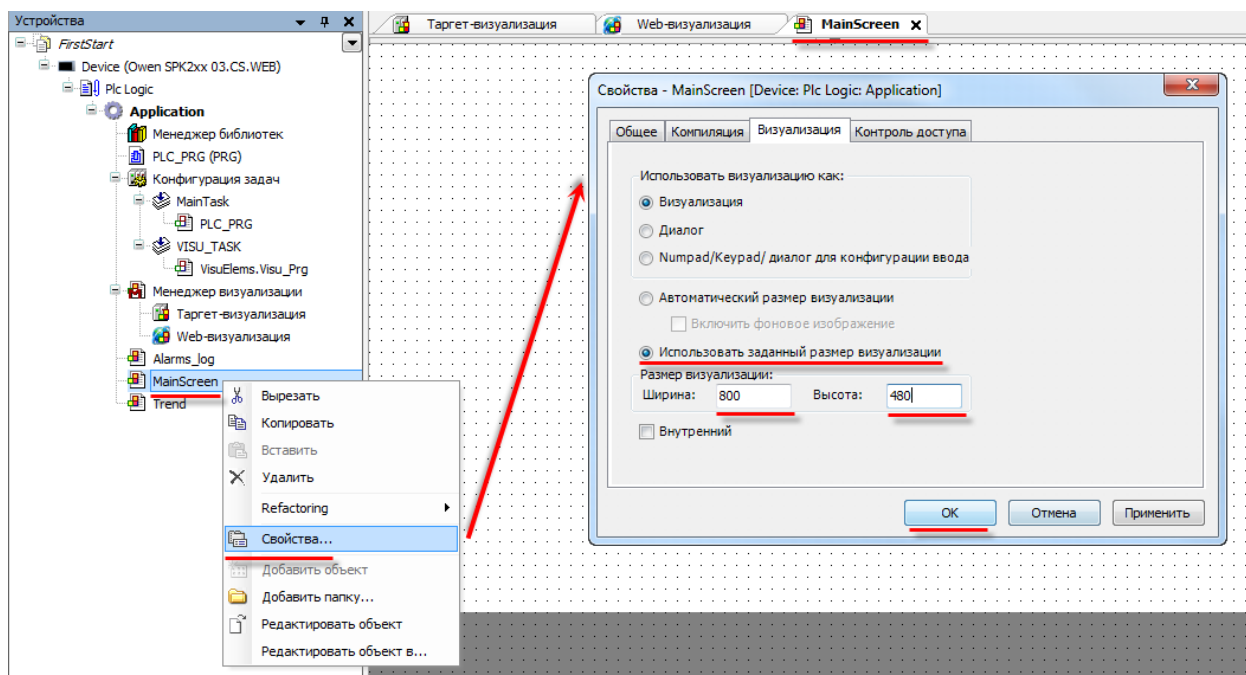 Устройства
FirstStart
Device (Owen SPK2xx 03.CS.WEB)
Plc Logic
Application
Менеджер библиотек
PLC_PRG (PRG)
Конфигурация задач
MainTask
PLC_PRG
VISU_TASK
VisuElems.Visu_Prg
Менеджер визуализации
Таргет-визуализация
Web-визуализация
Alarms_log
MainScreen
Trend
Вырезать
Копировать
Вставить
Удалить
Refactoring
Свойства...
Добавить объект
Добавить папку...
Редактировать объект
Редактировать объект в...
Таргет-визуализация Web-визуализация MainScreen
Свойства - MainScreen [Device: Plc Logic: Application]
Общее Компиляция Визуализация Контроль доступа
Использовать визуализацию как:
Визуализация
Диалог
Numpad/Keypad/ диалог для конфигурации ввода
Автоматический размер визуализации
Включить фоновое изображение
Использовать заданный размер визуализации
Размер визуализации:
Ширина: 800 Высота: 480
Внутренний
ОК Отмена Применить